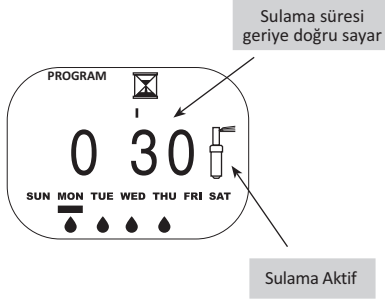 Sulama süresi
geriye doğru sayar
PROGRAM
0 30
SUN MON TUE WED THU FRI SAT
Sulama Aktif